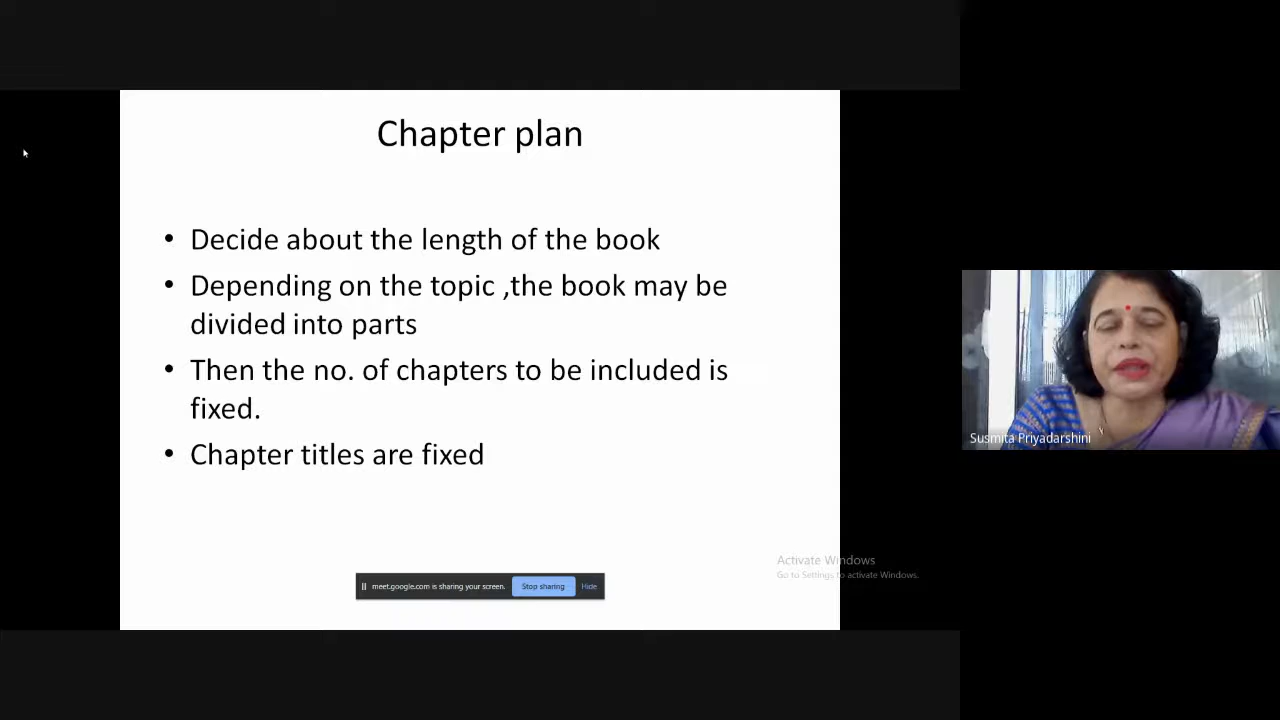 Chapter plan
• Decide about the length of the book
• Depending on the topic ,the book may be
divided into parts
• Then the no. of chapters to be included is
fixed.
• Chapter titles are fixed
Susmita Priyadarshini
Activate Windows
Go to Settings to activate Windows.
meet.google.com is sharing your screen. Stop sharing Hide